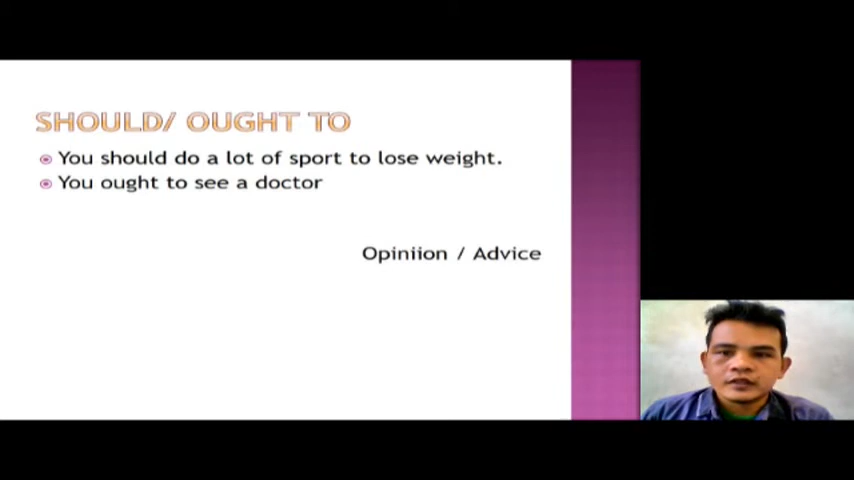 SHOULD/ OUGHT TO
You should do a lot of sport to lose weight.
You ought to see a doctor
Opiniion / Advice